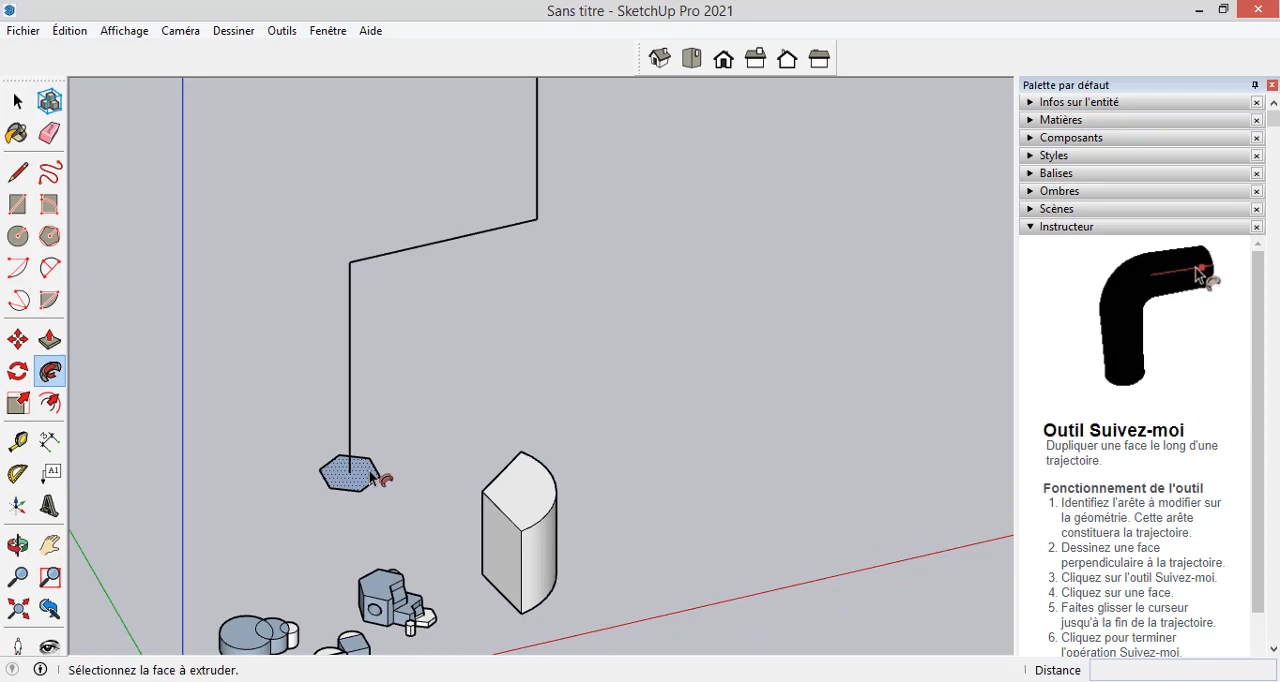 Sans titre - SketchUp Pro 2021
Fichier Édition Affichage Caméra Dessiner Outils Fenêtre Aide
Palette par défaut
Infos sur l'entité
Matières
Composants
Styles
Balises
Ombres
Scènes
Instructeur
Outil Suivez-moi
Dupliquer une face le long d'une
trajectoire.
Fonctionnement de l'outil
1. Identifiez l'arête à modifier sur
la géométrie. Cette arête
constituera la trajectoire.
2. Dessinez une face
perpendiculaire à la trajectoire.
3. Cliquez sur l'outil Suivez-moi.
4. Cliquez sur une face.
5. Faites glisser le curseur
jusqu'à la fin de la trajectoire.
6. Cliquez pour terminer
l'opération Suivez-moi.
A1
Sélectionnez la face à extruder.
Distance